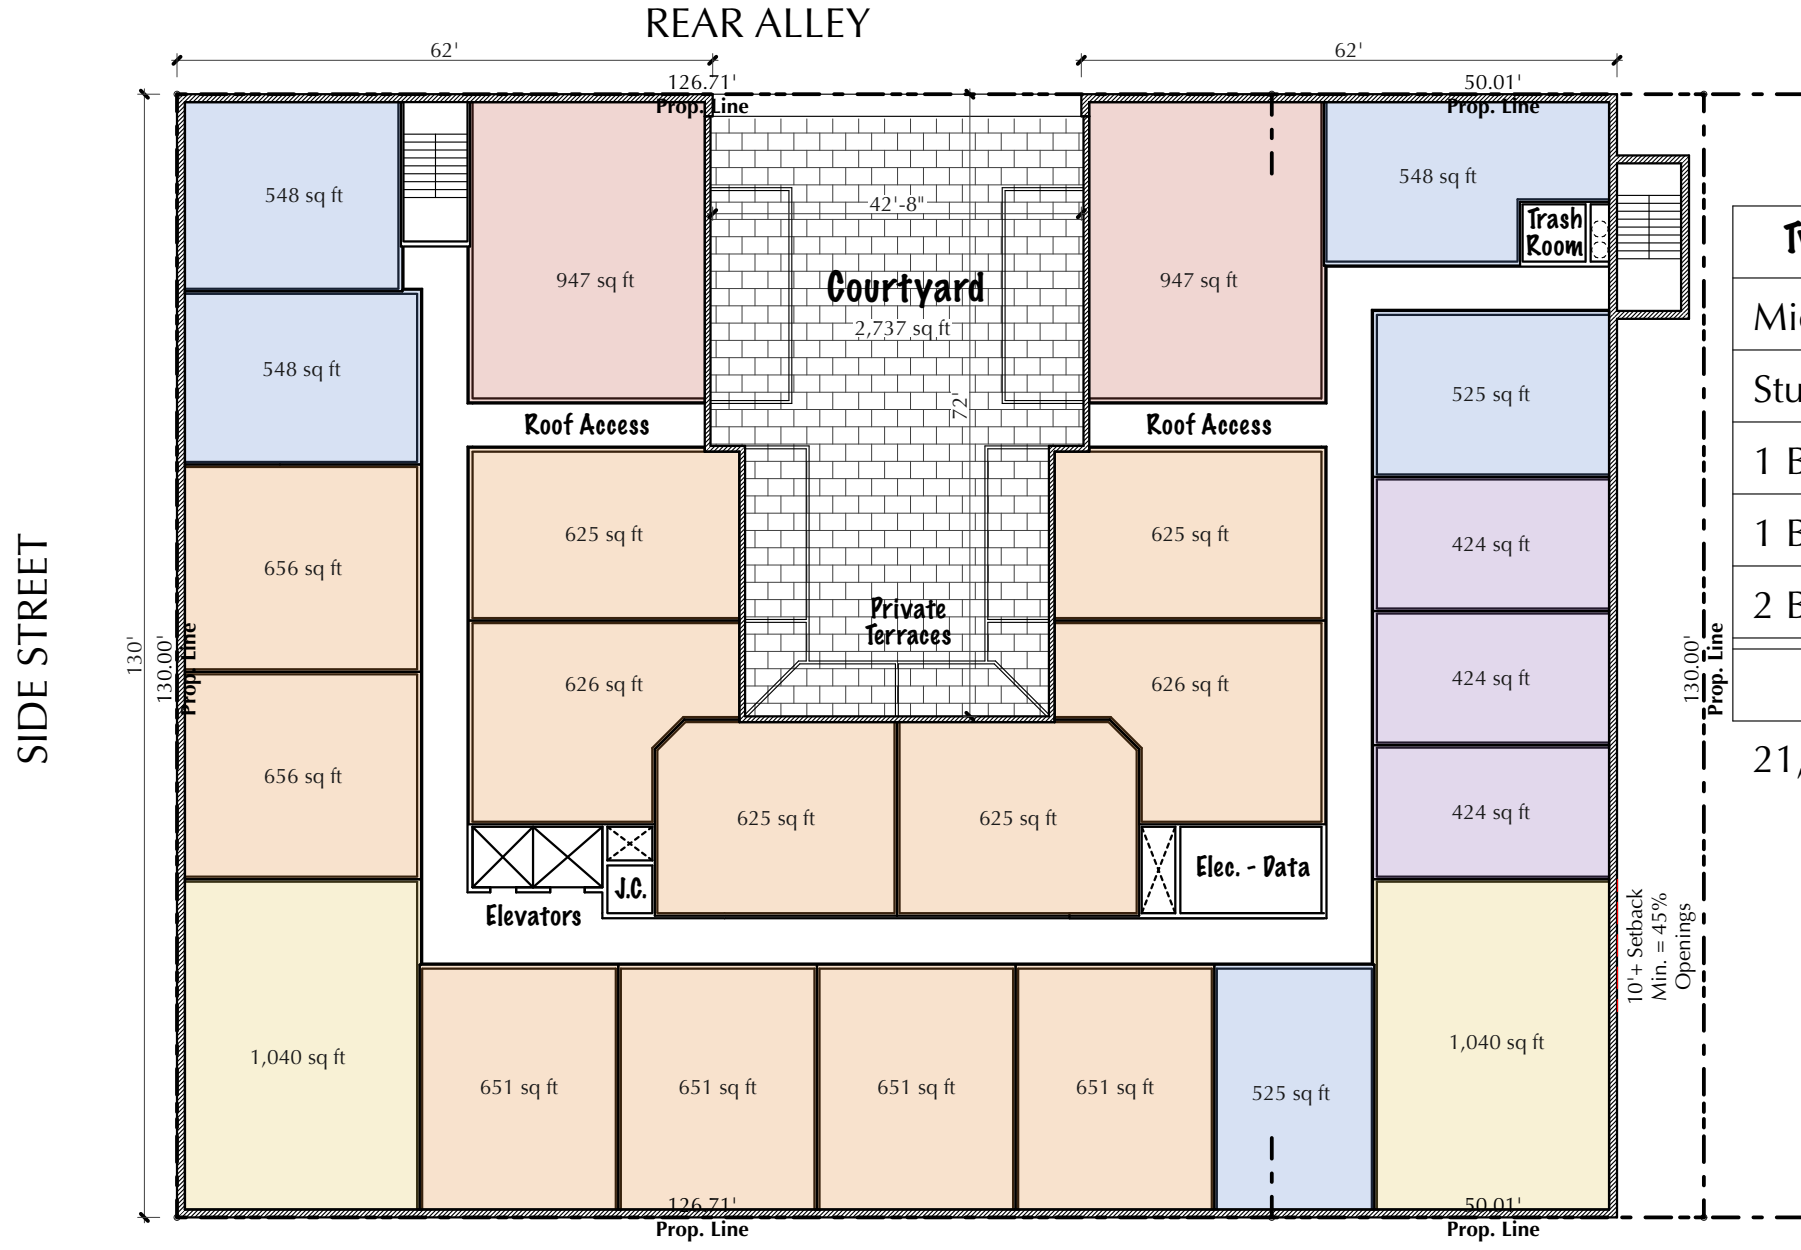 REAR ALLEY
62'
62'
126.71'
Prop. Line
50.01'
Prop. Line
548 sq ft
947 sq ft
42'-8"
Courtyard
2,737 sq ft
72'
947 sq ft
548 sq ft
Trash
Room
548 sq ft
Roof Access
Roof Access
525 sq ft
656 sq ft
625 sq ft
625 sq ft
424 sq ft
Private
Terraces
SIDE STREET
130'
130.00'
Prop. Line
626 sq ft
626 sq ft
424 sq ft
130.00'
Prop. Line
656 sq ft
625 sq ft
625 sq ft
424 sq ft
J.C.
Elec. - Data
Elevators
10'+ Setback
Min. = 45%
Openings
1,040 sq ft
651 sq ft
651 sq ft
651 sq ft
651 sq ft
525 sq ft
1,040 sq ft
126.71'
Prop. Line
50.01'
Prop. Line
1 B
1 B
2 B
21,